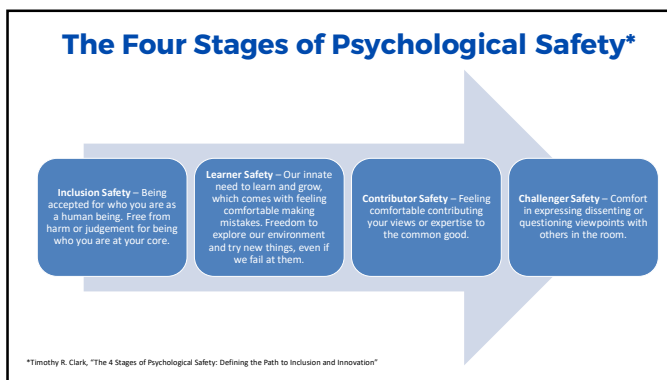 The Four Stages of Psychological Safety*
Inclusion Safety – Being
accepted for who you are as
a human being. Free from
harm or judgement for being
who you are at your core.
Learner Safety – Our innate
need to learn and grow,
which comes with feeling
comfortable making
mistakes. Freedom to
explore our environment
and try new things, even if
we fail at them.
Contributor Safety – Feeling
comfortable contributing
your views or expertise to
the common good.
Challenger Safety – Comfort
in expressing dissenting or
questioning viewpoints with
others in the room.
*Timothy R. Clark, "The 4 Stages of Psychological Safety: Defining the Path to Inclusion and Innovation"